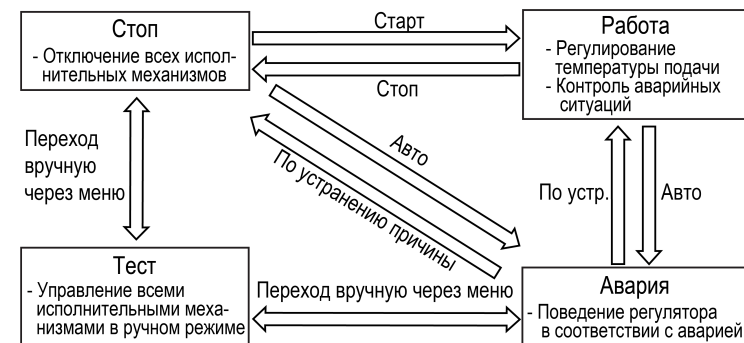 Стоп
- Отключение всех испол-
нительных механизмов
Старт
Стоп
Работа
- Регулирование
температуры подачи
- Контроль аварийных
ситуаций
Переход
вручную
через меню
Авто
По устранению причины
По устр.
Авто
Тест
- Управление всеми
исполнительными меха-
низмами в ручном режиме
Переход вручную через меню
Авария
- Поведение регулятора
в соответствии с аварией